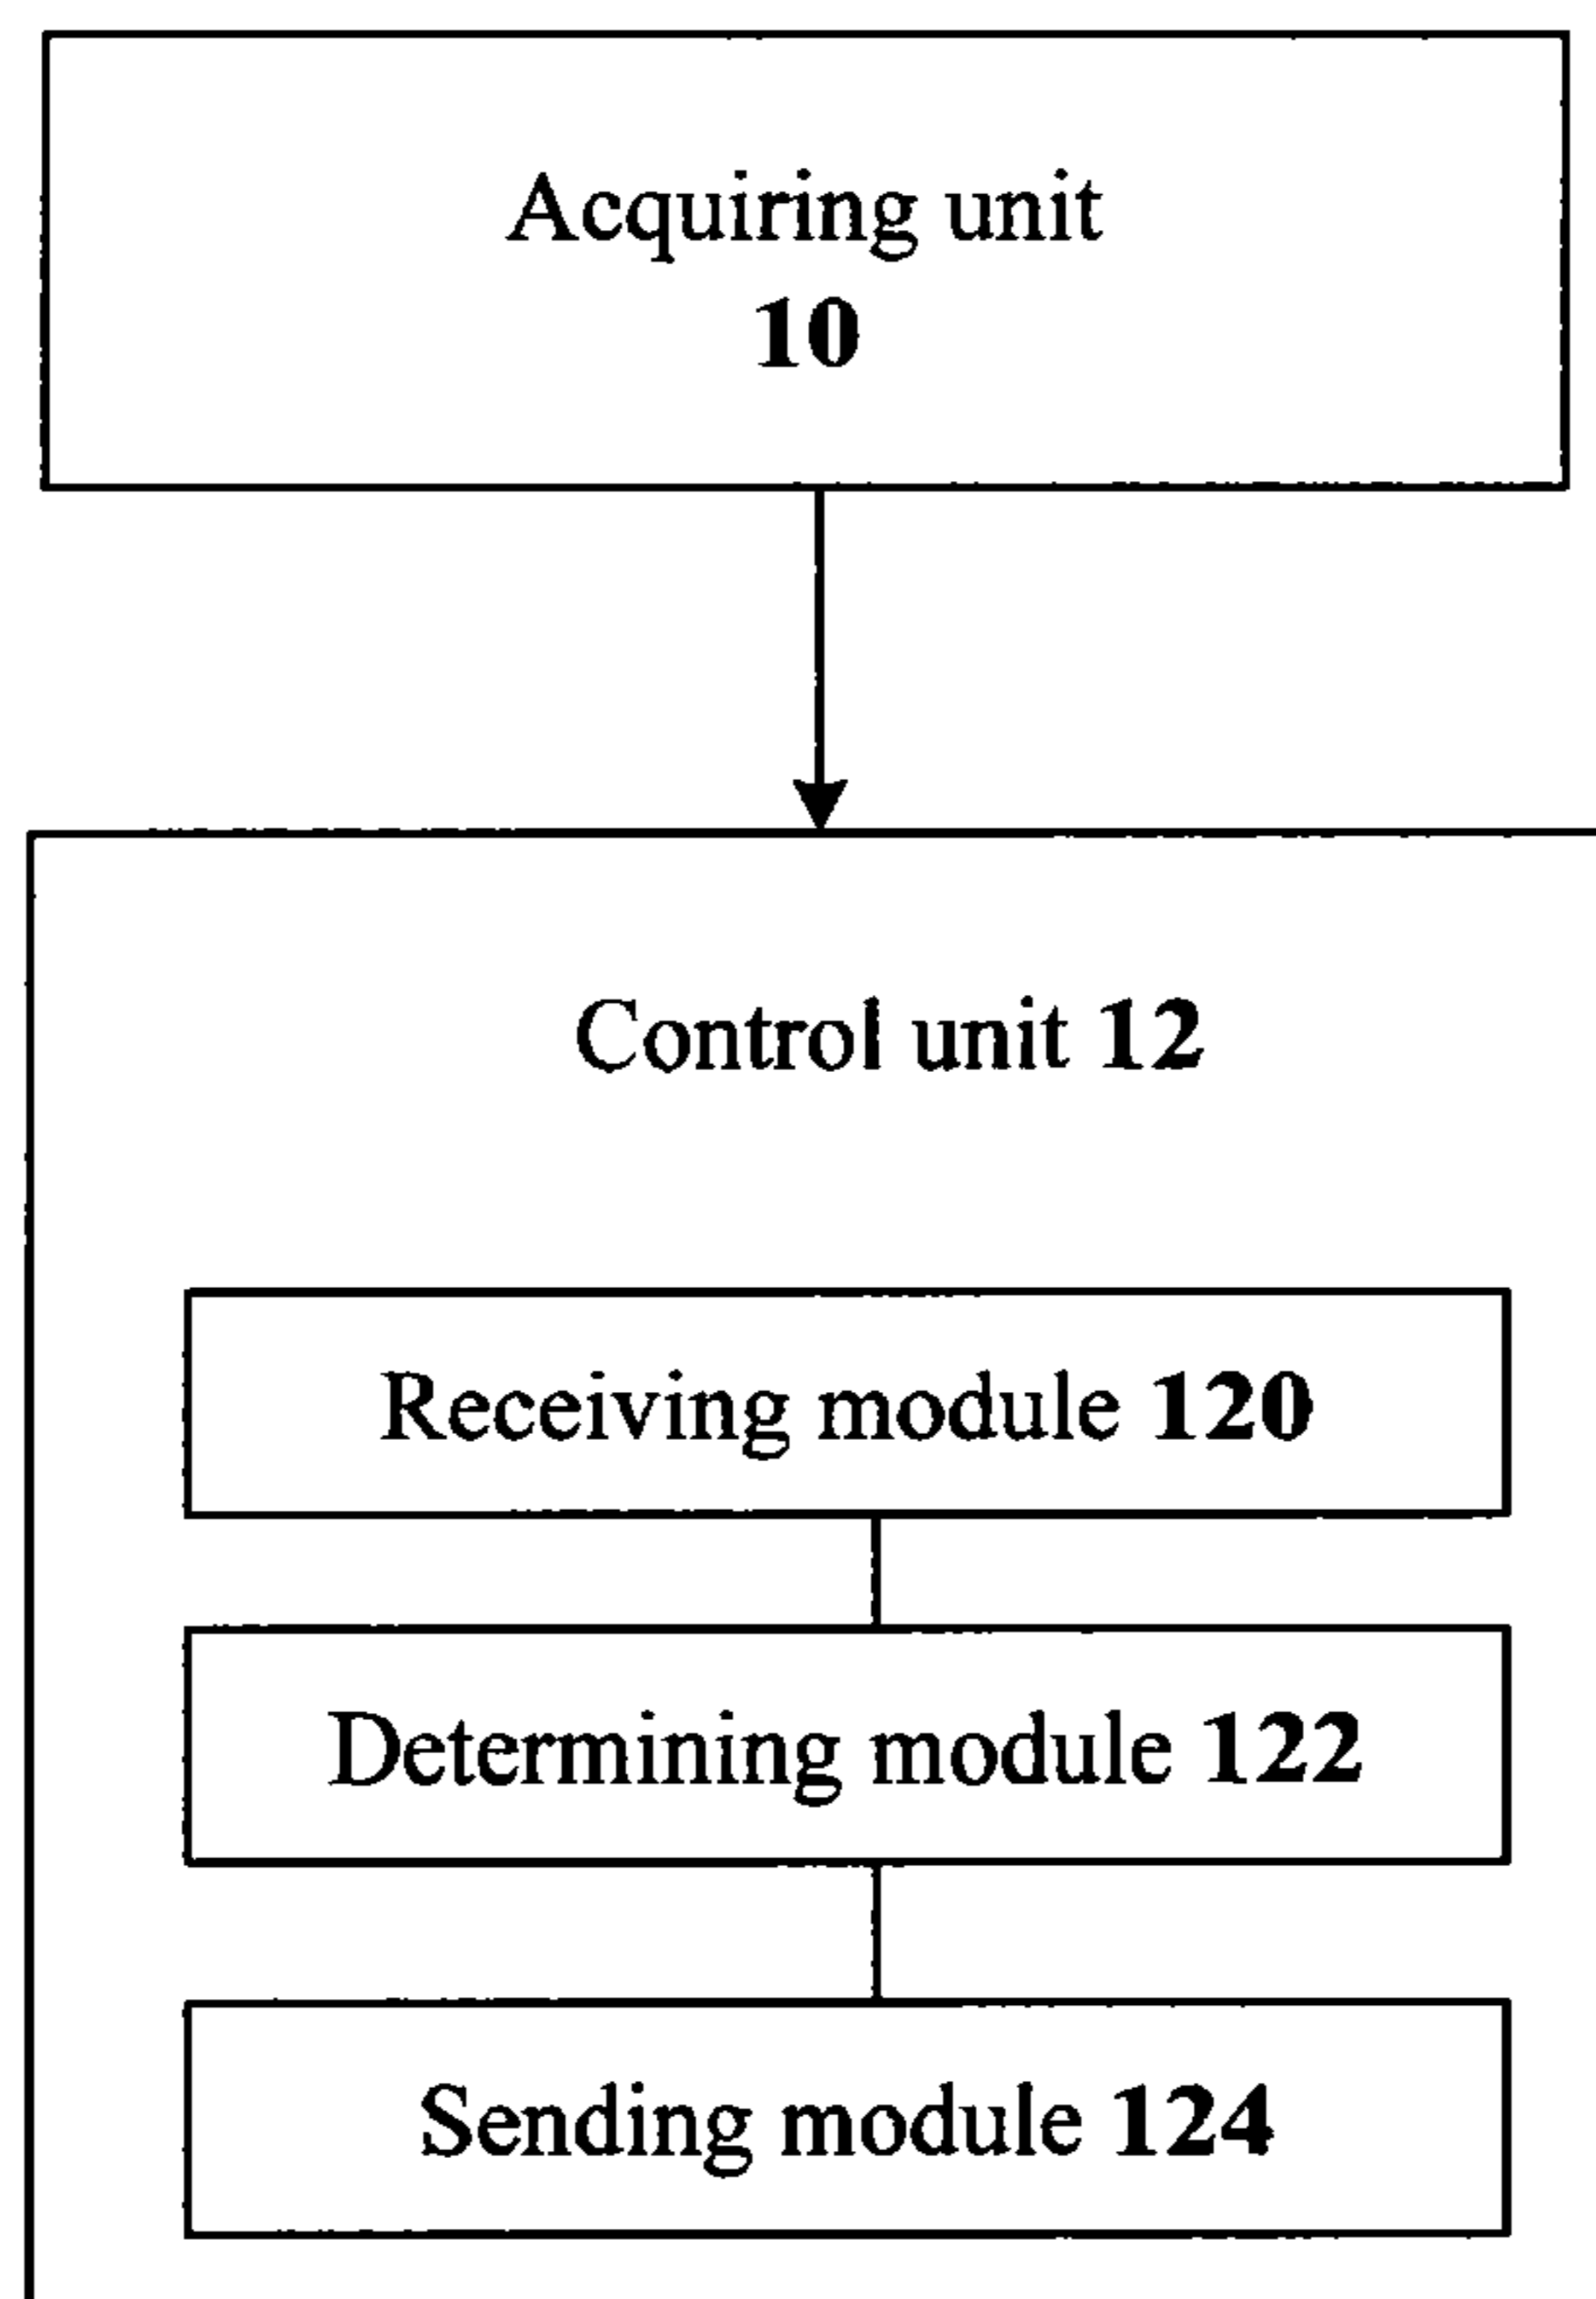 Acquiring unit
10
Control unit 12
Receiving module 120
Determining module 122
Sending module 124